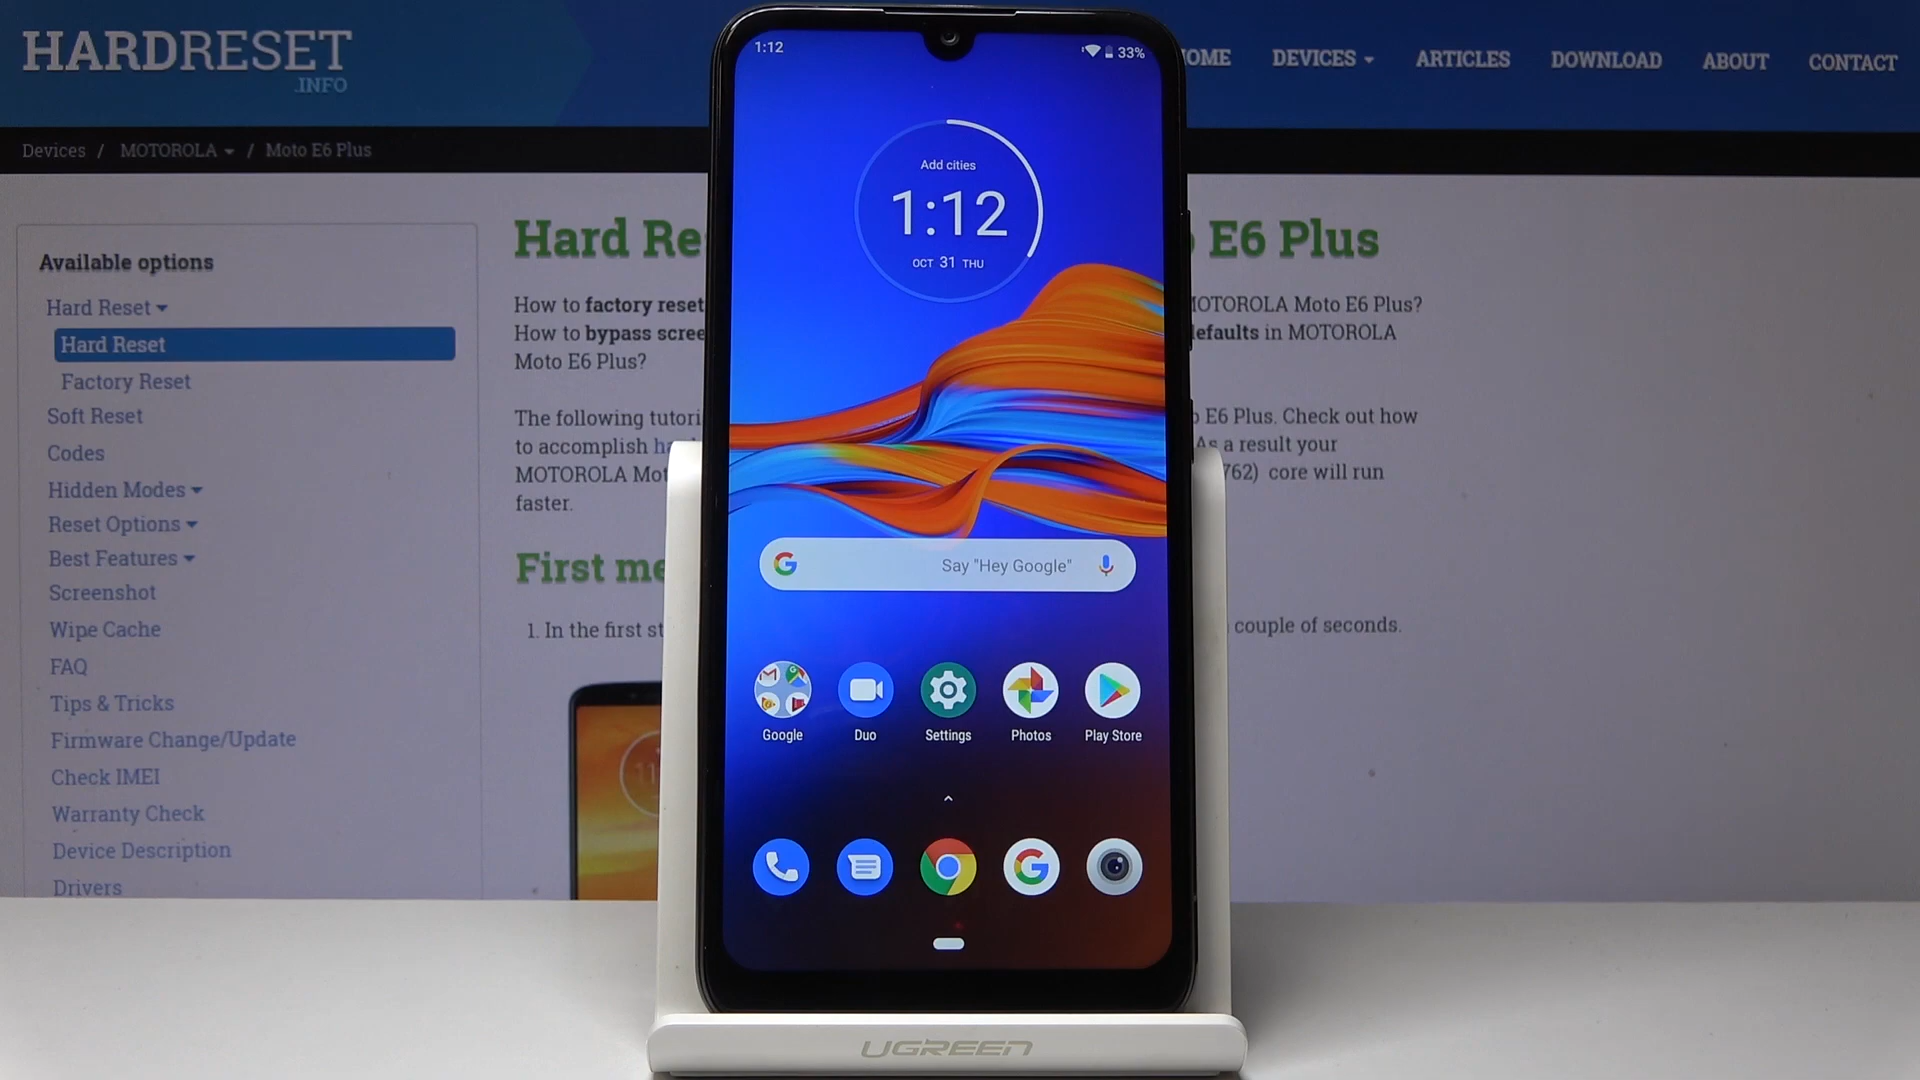 HARDRESET
.INFO
HOME DEVICES ARTICLES DOWNLOAD ABOUT CONTACT
Devices / MOTOROLA / Moto E6 Plus
Available options
Hard Reset
Hard Reset
Factory Reset
Soft Reset
Codes
Hidden Modes
Reset Options
Best Features
Screenshot
Wipe Cache
FAQ
Tips & Tricks
Firmware Change/Update
Check IMEI
Warranty Check
Device Description
Drivers
Hard Re E6 Plus
How to factory reset MOTOROLA Moto E6 Plus?
How to bypass scree defaults in MOTOROLA
Moto E6 Plus?
The following tutori E6 Plus. Check out how
to accomplish ha As a result your
MOTOROLA Mot 762) core will run
faster.
First me
1. In the first st couple of seconds.
1:12 33%
Add cities
1:12
OCT 31 THU
Say "Hey Google"
Google Duo Settings Photos Play Store
UGREEN